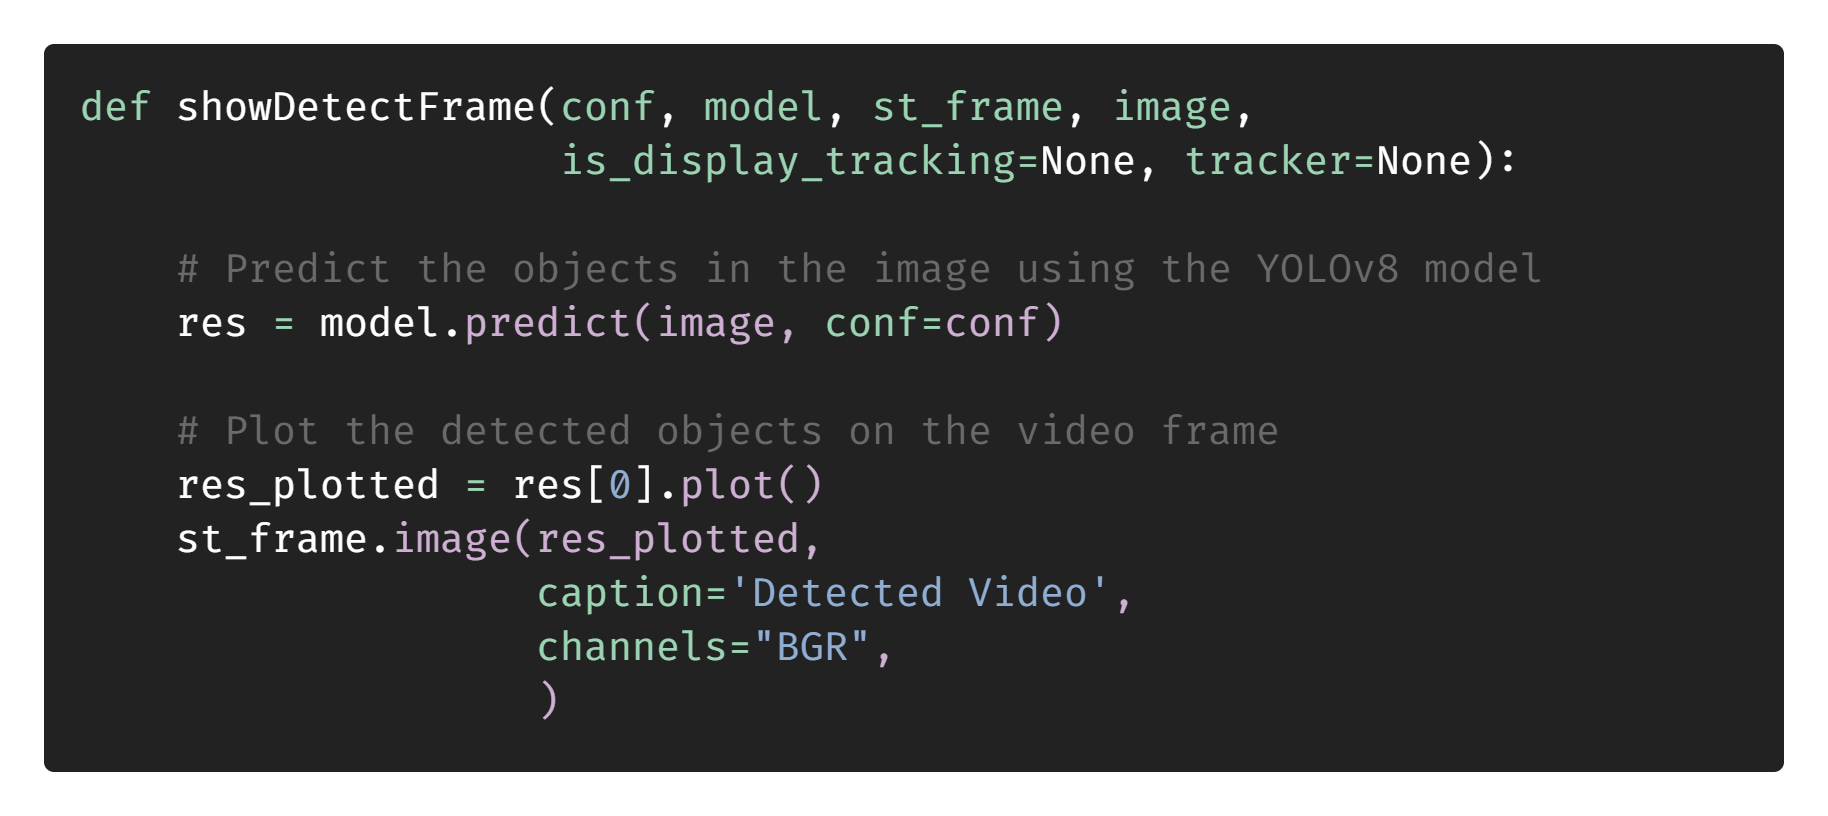 def showDetectFrame(conf, model, st_frame, image,
                    is_display_tracking=None, tracker=None):

    # Predict the objects in the image using the YOLOv8 model
    res = model.predict(image, conf=conf)

    # Plot the detected objects on the video frame
    res_plotted = res[0].plot()
    st_frame.image(res_plotted,
                   caption='Detected Video',
                   channels="BGR",
                   )